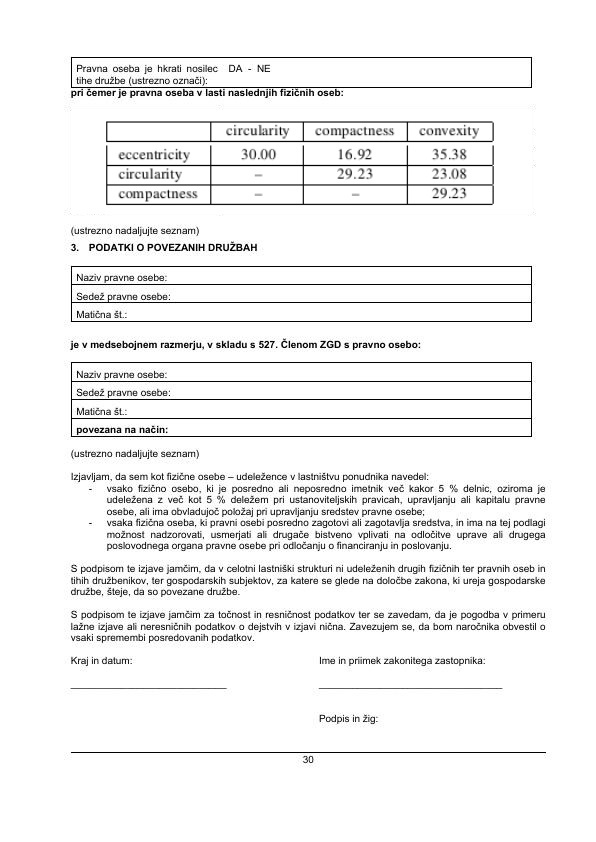 Pravna oseba je hkrati nosilec DA - NE
tihe družbe (ustrezno označi):
pri čemer je pravna oseba v lasti naslednjih fizičnih oseb:
circularity compactness convexity
eccentricity 30.00 16.92 35.38
circularity – 29.23 23.08
compactness – – 29.23
(ustrezno nadaljujte seznam)
3. PODATKI O POVEZANIH DRUŽBAH
Naziv pravne osebe:
Sedež pravne osebe:
Matična št.:
je v medsebojnem razmerju, v skladu s 527. Členom ZGD s pravno osebo:
Naziv pravne osebe:
Sedež pravne osebe:
Matična št.:
povezana na način:
(ustrezno nadaljujte seznam)
Izjavljam, da sem kot fizične osebe – udeležence v lastništvu ponudnika navedel:
- vsako fizično osebo, ki je posredno ali neposredno imetnik več kakor 5 % delnic, oziroma je
udeležena z več kot 5 % deležem pri ustanoviteljskih pravicah, upravljanju ali kapitalu pravne
osebe, ali ima obvladujoč položaj pri upravljanju sredstev pravne osebe;
- vsaka fizična oseba, ki pravni osebi posredno zagotovi ali zagotavlja sredstva, in ima na tej podlagi
možnost nadzorovati, usmerjati ali drugače bistveno vplivati na odločitve uprave ali drugega
poslovodnega organa pravne osebe pri odločanju o financiranju in poslovanju.
S podpisom te izjave jamčim, da v celotni lastniški strukturi ni udeleženih drugih fizičnih ter pravnih oseb in
tihih družbenikov, ter gospodarskih subjektov, za katere se glede na določbe zakona, ki ureja gospodarske
družbe, šteje, da so povezane družbe.
S podpisom te izjave jamčim za točnost in resničnost podatkov ter se zavedam, da je pogodba v primeru
lažne izjave ali neresničnih podatkov o dejstvih v izjavi nična. Zavezujem se, da bom naročnika obvestil o
vsaki spremembi posredovanih podatkov.
Kraj in datum: Ime in priimek zakonitega zastopnika:
Podpis in žig:
30